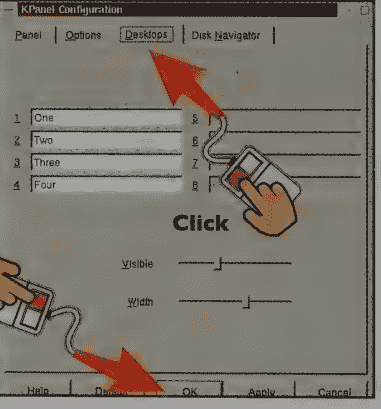 KPanel Configuration
Panel Options Desktops Disk Navigator
1 One 5
2 Two 6
3 Three 7
4 Four 8
Click
Visible
Width
Help OK Apply Cancel